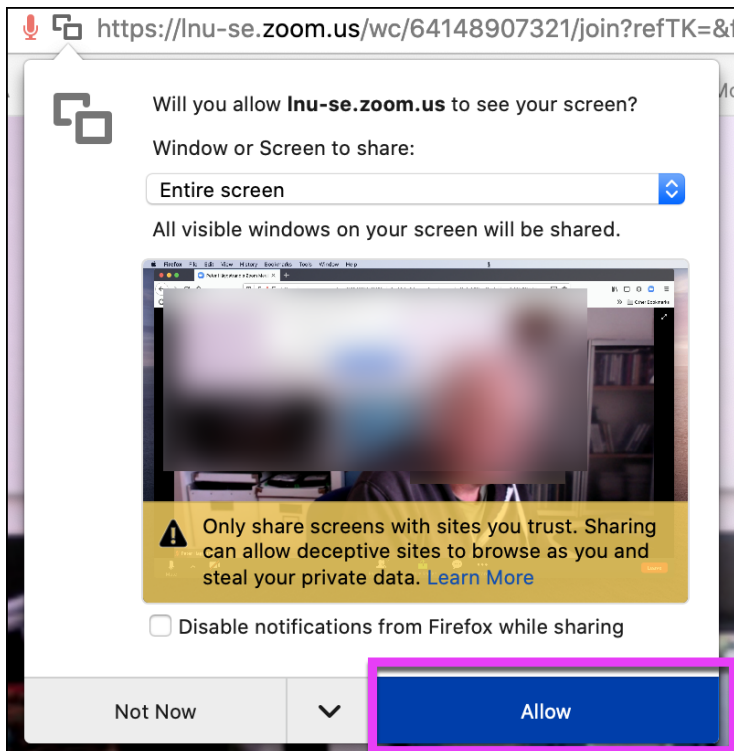 https://lnu-se.zoom.us/wc/64148907321/join?refTK=&f
Will you allow lnu-se.zoom.us to see your screen?
Window or Screen to share:
Entire screen
All visible windows on your screen will be shared.
Firefox File Edit View History Bookmarks Tools Window Help
Other Bookmarks
Only share screens with sites you trust. Sharing
can allow deceptive sites to browse as you and
steal your private data. Learn More
Disable notifications from Firefox while sharing
Not Now
Allow